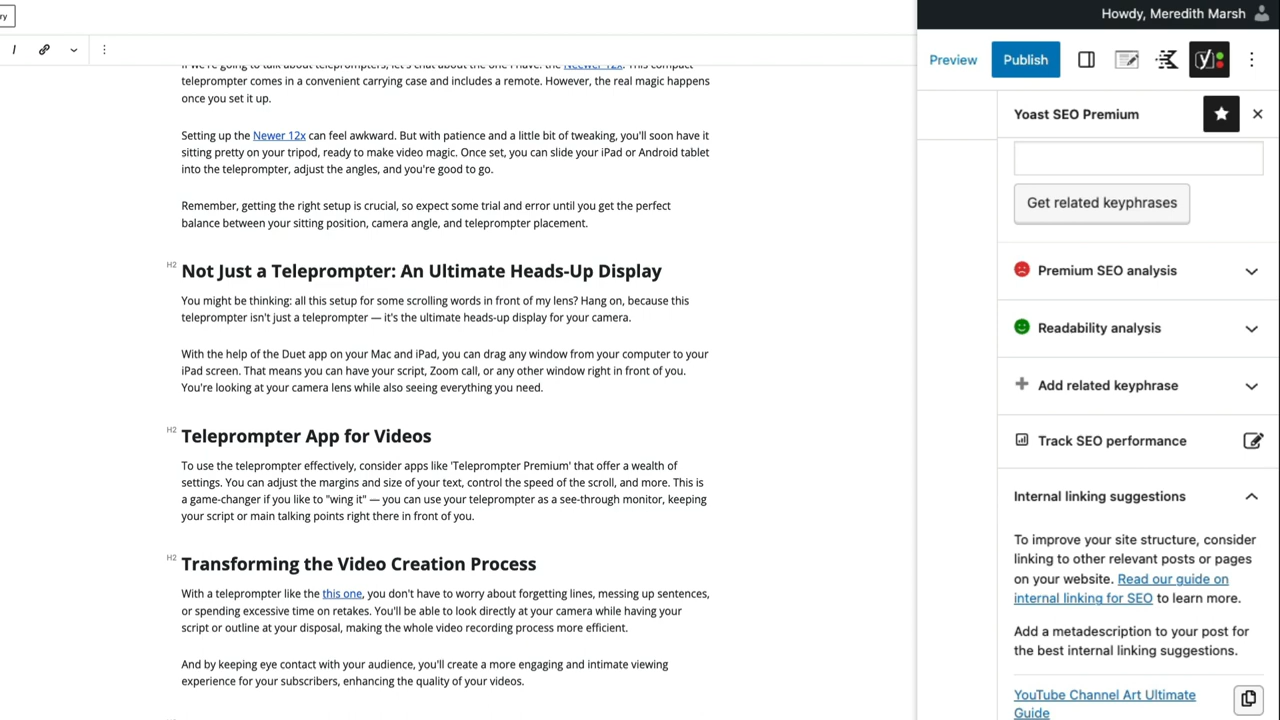 ry
Howdy, Meredith Marsh
I
Preview
Publish
If we're going to talk about teleprompters, let's chat about the one I have: the Neewer 12x. This compact
teleprompter comes in a convenient carrying case and includes a remote. However, the real magic happens
once you set it up.
Setting up the Newer 12x can feel awkward. But with patience and a little bit of tweaking, you'll soon have it
sitting pretty on your tripod, ready to make video magic. Once set, you can slide your iPad or Android tablet
into the teleprompter, adjust the angles, and you're good to go.
Remember, getting the right setup is crucial, so expect some trial and error until you get the perfect
balance between your sitting position, camera angle, and teleprompter placement.
H2 Not Just a Teleprompter: An Ultimate Heads-Up Display
You might be thinking: all this setup for some scrolling words in front of my lens? Hang on, because this
teleprompter isn't just a teleprompter — it's the ultimate heads-up display for your camera.
With the help of the Duet app on your Mac and iPad, you can drag any window from your computer to your
iPad screen. That means you can have your script, Zoom call, or any other window right in front of you.
You're looking at your camera lens while also seeing everything you need.
H2 Teleprompter App for Videos
To use the teleprompter effectively, consider apps like 'Teleprompter Premium' that offer a wealth of
settings. You can adjust the margins and size of your text, control the speed of the scroll, and more. This is
a game-changer if you like to "wing it" — you can use your teleprompter as a see-through monitor, keeping
your script or main talking points right there in front of you.
H2 Transforming the Video Creation Process
With a teleprompter like the this one, you don't have to worry about forgetting lines, messing up sentences,
or spending excessive time on retakes. You'll be able to look directly at your camera while having your
script or outline at your disposal, making the whole video recording process more efficient.
And by keeping eye contact with your audience, you'll create a more engaging and intimate viewing
experience for your subscribers, enhancing the quality of your videos.
Yoast SEO Premium
Get related keyphrases
Premium SEO analysis
Readability analysis
Add related keyphrase
Track SEO performance
Internal linking suggestions
To improve your site structure, consider
linking to other relevant posts or pages
on your website. Read our guide on
internal linking for SEO to learn more.
Add a metadescription to your post for
the best internal linking suggestions.
YouTube Channel Art Ultimate
Guide